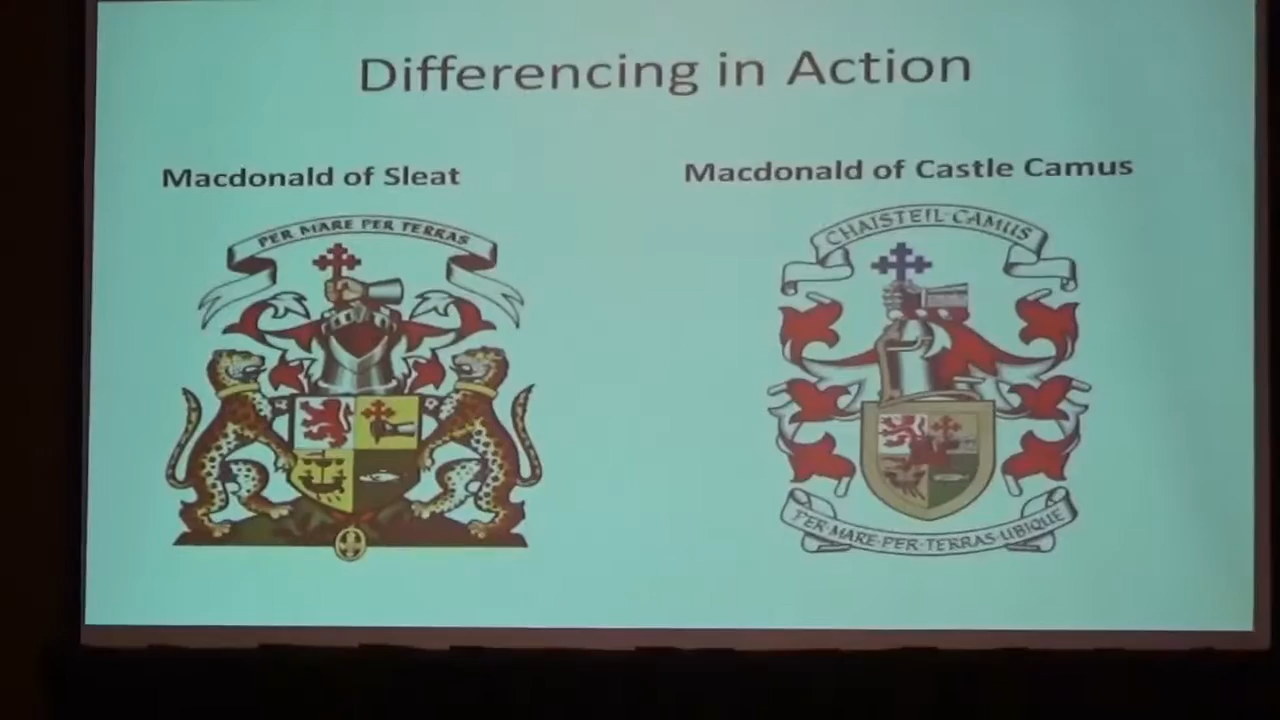 Differencing in Action
Macdonald of Sleat
PER MARE PER TERRAS
Macdonald of Castle Camus
CHAISTEIL·CAMUS
PER·MARE·PER·TERRAS·UBIQUE